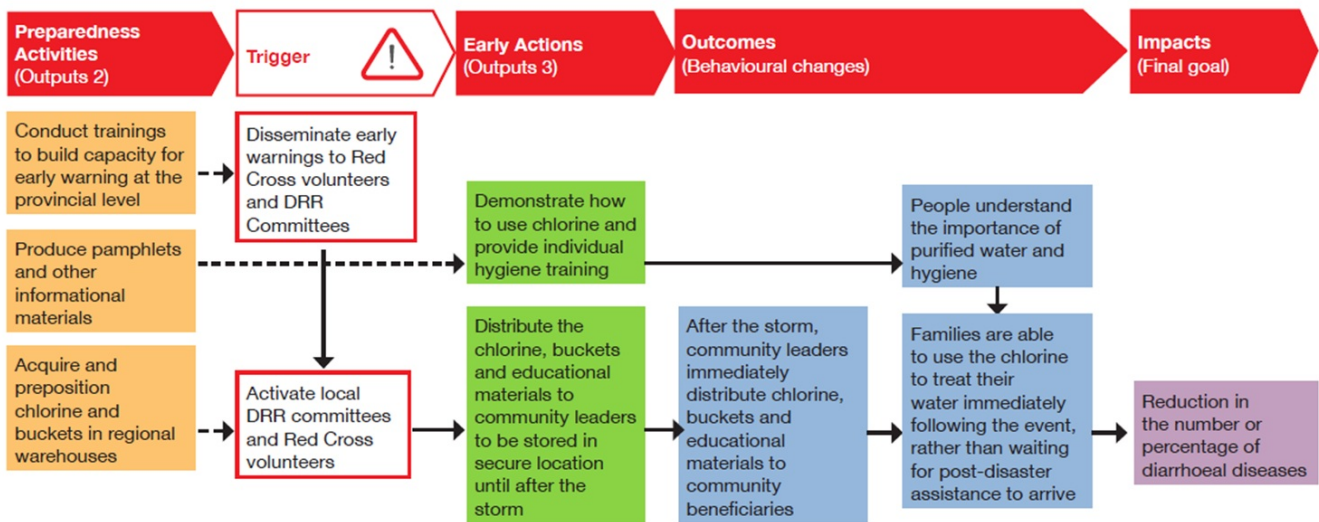 Preparedness
Activities
(Outputs 2)
Trigger
!
Early Actions
(Outputs 3)
Outcomes
(Behavioural changes)
Impacts
(Final goal)
Conduct trainings
to build capacity for
early warning at the
provincial level
Produce pamphlets
and other
informational
materials
Acquire and
preposition
chlorine and
buckets in regional
warehouses
Disseminate early
warnings to Red
Cross volunteers
and DRR
Committees
Activate local
DRR committees
and Red Cross
volunteers
Demonstrate how
to use chlorine and
provide individual
hygiene training
Distribute the
chlorine, buckets
and educational
materials to
community leaders
to be stored in
secure location
until after the
storm
After the storm,
community leaders
immediately
distribute chlorine,
buckets and
educational
materials to
community
beneficiaries
People understand
the importance of
purified water and
hygiene
Families are able
to use the chlorine
to treat their
water immediately
following the event,
rather than waiting
for post-disaster
assistance to arrive
Reduction in
the number or
percentage of
diarrhoeal diseases